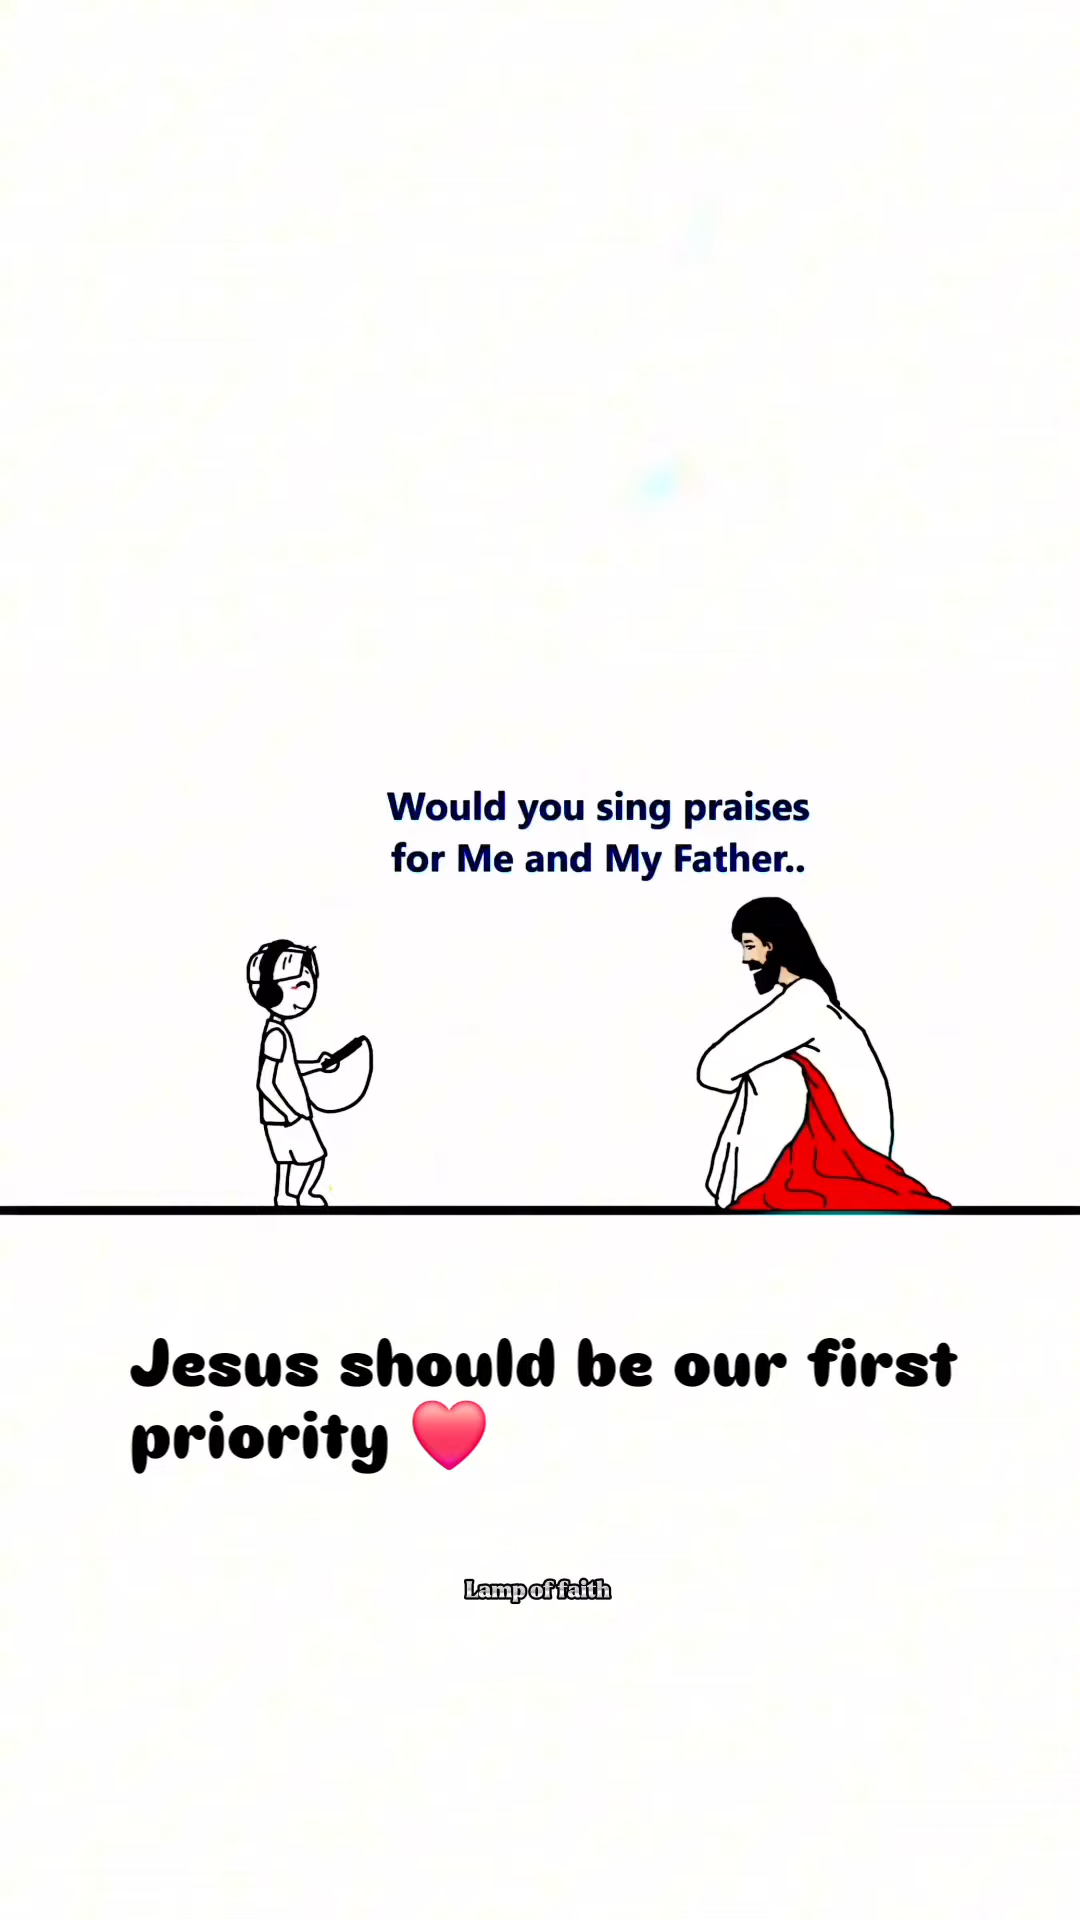 Would you sing praises
for Me and My Father..
Jesus should be our first
priority ❤️
Lamp of faith